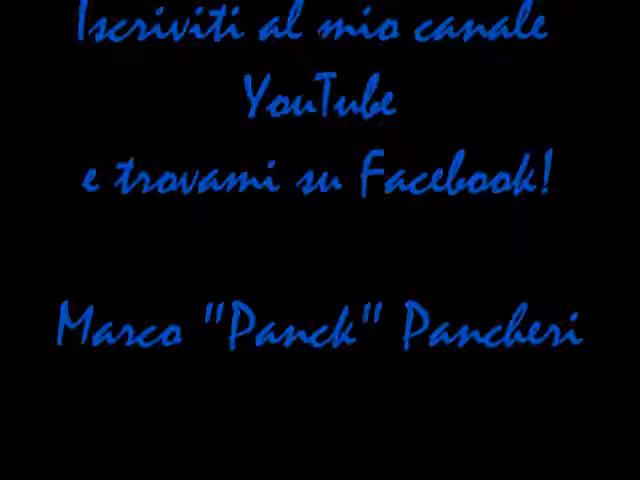 Iscriviti al mio canale
YouTube
e trovami su Facebook!
Marco "Panck" Pancheri